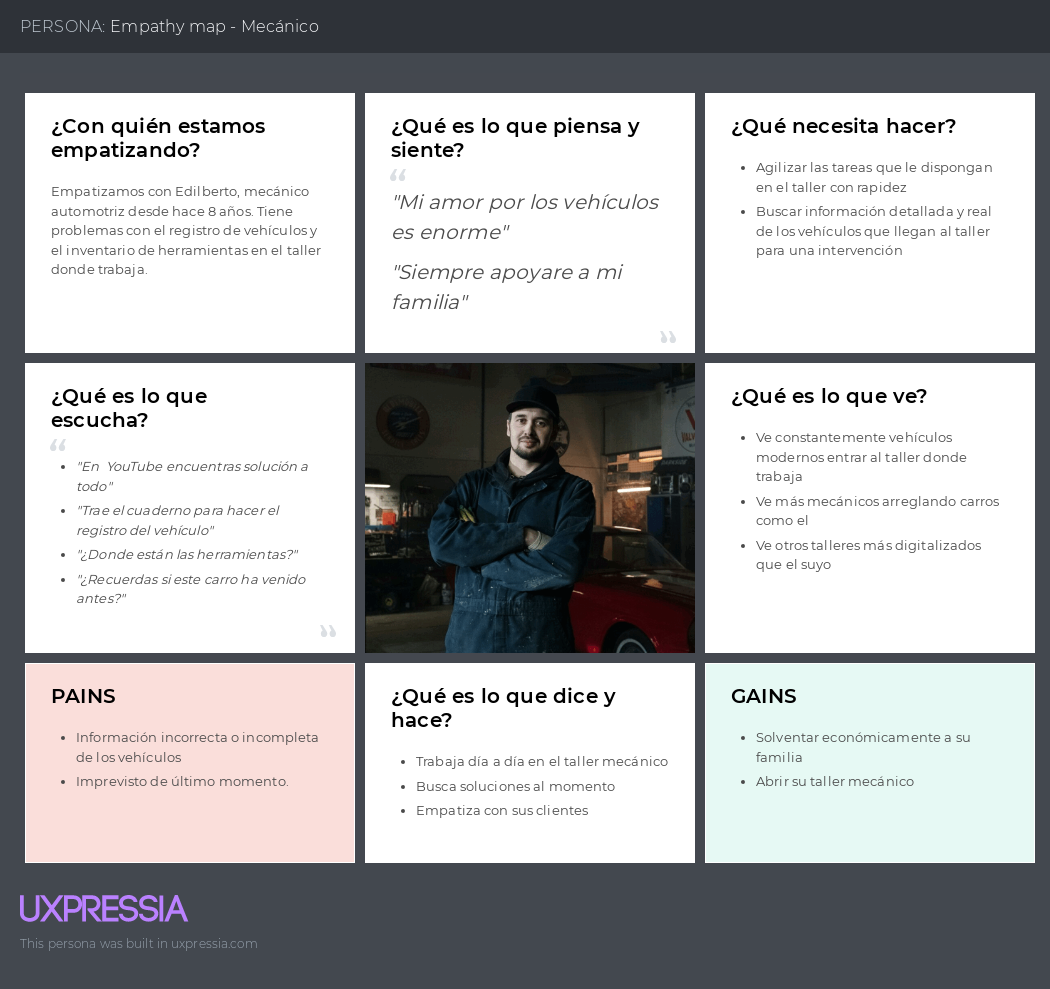 PERSONA: Empathy map - Mecánico
¿Con quién estamos
empatizando?
Empatizamos con Edilberto, mecánico
automotriz desde hace 8 años. Tiene
problemas con el registro de vehículos y
el inventario de herramientas en el taller
donde trabaja.
¿Qué es lo que piensa y
siente?
“
"Mi amor por los vehículos
es enorme"
"Siempre apoyare a mi
familia"
”
¿Qué necesita hacer?
• Agilizar las tareas que le dispongan
en el taller con rapidez
• Buscar información detallada y real
de los vehículos que llegan al taller
para una intervención
¿Qué es lo que
escucha?
“
• "En YouTube encuentras solución a
todo"
• "Trae el cuaderno para hacer el
registro del vehículo"
• "¿Donde están las herramientas?"
• "¿Recuerdas si este carro ha venido
antes?"
”
¿Qué es lo que ve?
• Ve constantemente vehículos
modernos entrar al taller donde
trabaja
• Ve más mecánicos arreglando carros
como el
• Ve otros talleres más digitalizados
que el suyo
PAINS
• Información incorrecta o incompleta
de los vehículos
• Imprevisto de último momento.
¿Qué es lo que dice y
hace?
• Trabaja día a día en el taller mecánico
• Busca soluciones al momento
• Empatiza con sus clientes
GAINS
• Solventar económicamente a su
familia
• Abrir su taller mecánico
UXPRESSIA
This persona was built in uxpressia.com